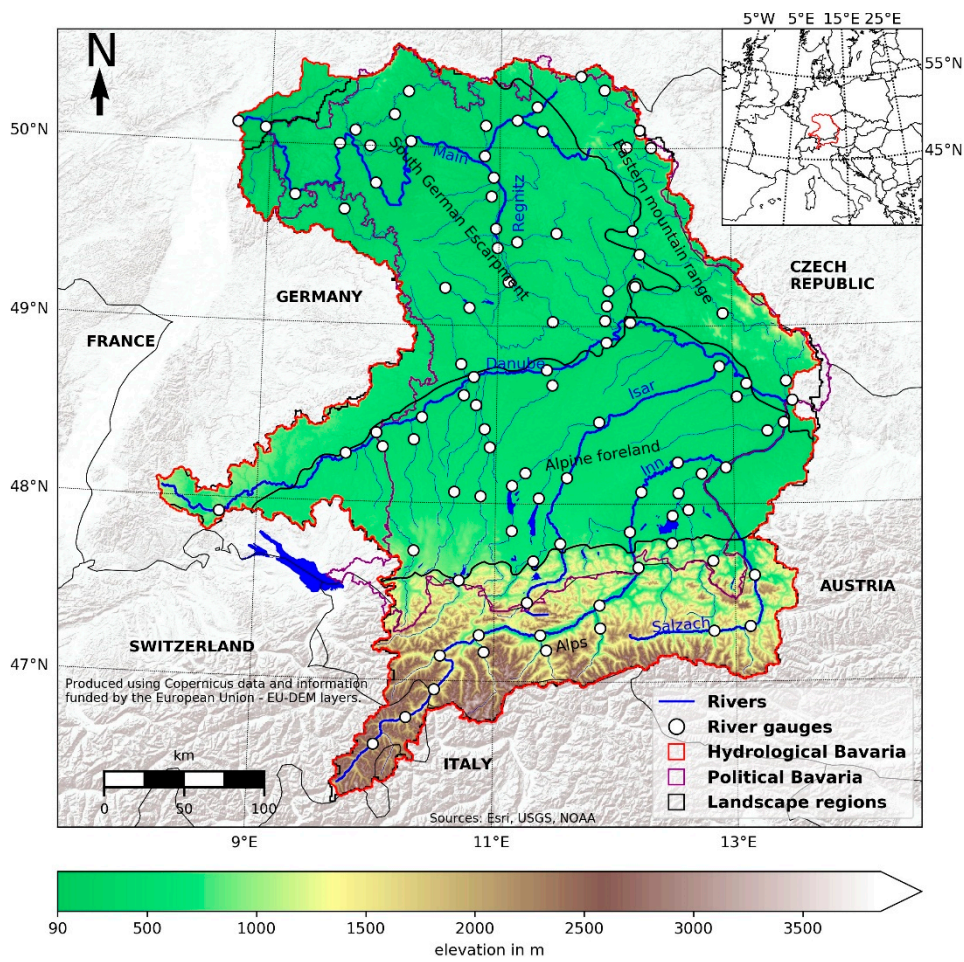 N
5°W 5°E 15°E 25°E
55°N
45°N
50°N
49°N
48°N
47°N
Main
Regnitz
South German Escarpment
Eastern mountain range
CZECH
REPUBLIC
GERMANY
FRANCE
Danube
Isar
Alpine foreland
Inn
AUSTRIA
SWITZERLAND
Salzach
Alps
Produced using Copernicus data and information
funded by the European Union - EU-DEM layers.
ITALY
km
0 50 100
Rivers
River gauges
Hydrological Bavaria
Political Bavaria
Landscape regions
Sources: Esri, USGS, NOAA
9°E 11°E 13°E
90 500 1000 1500 2000 2500 3000 3500
elevation in m